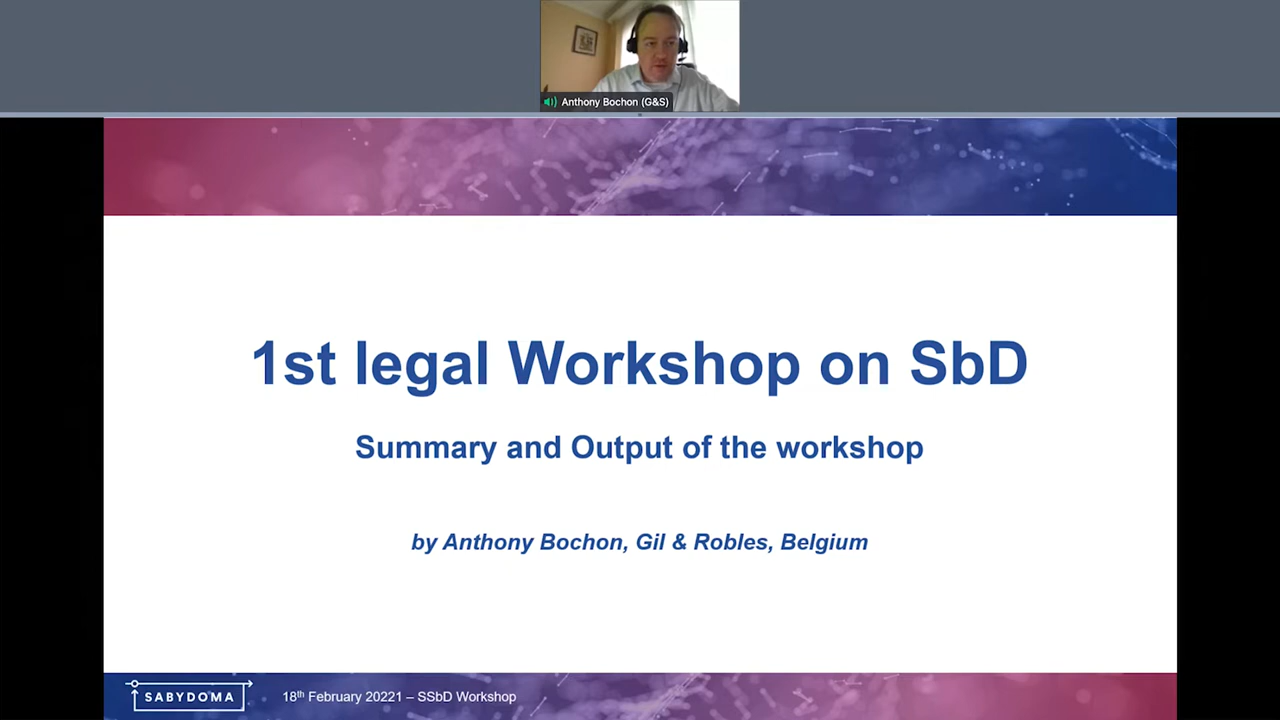 Anthony Bochon (G&S)
1st legal Workshop on SbD
Summary and Output of the workshop
by Anthony Bochon, Gil & Robles, Belgium
SABYDOMA
18th February 20221 – SSbD Workshop